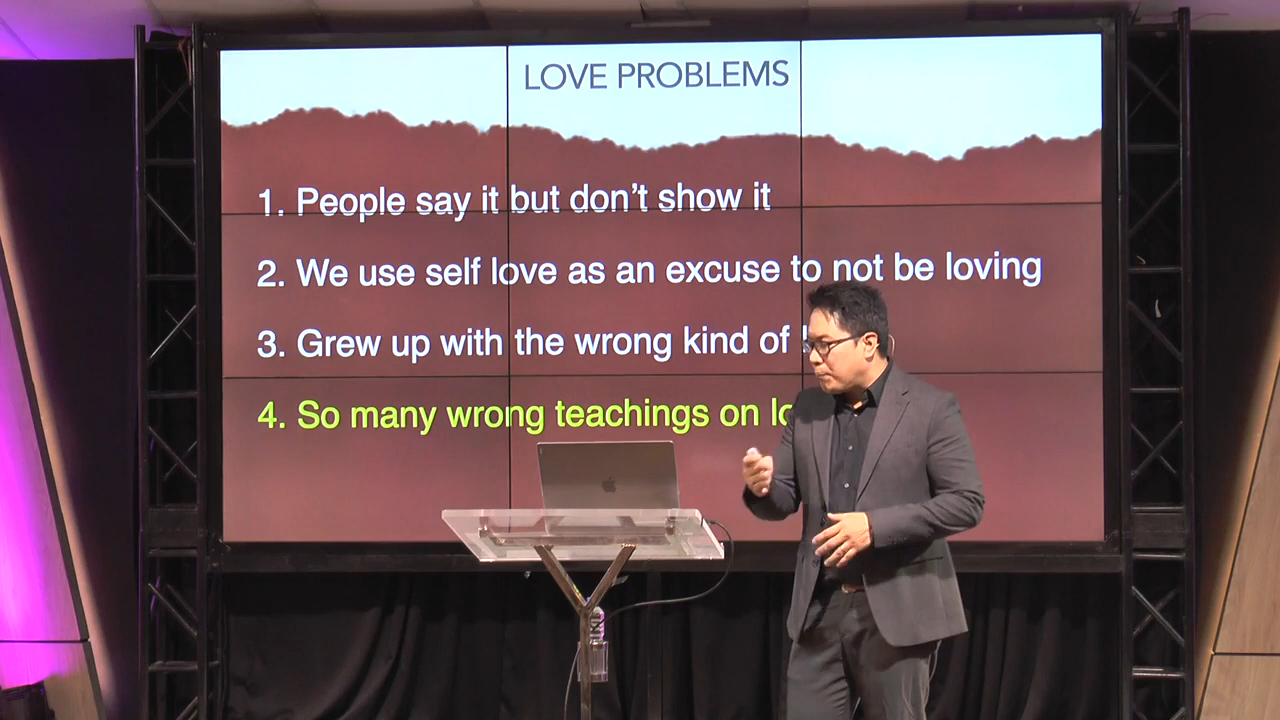 LOVE PROBLEMS
1. People say it but don't show it
2. We use self love as an excuse to not be loving
3. Grew up with the wrong kind of
4. So many wrong teachings on